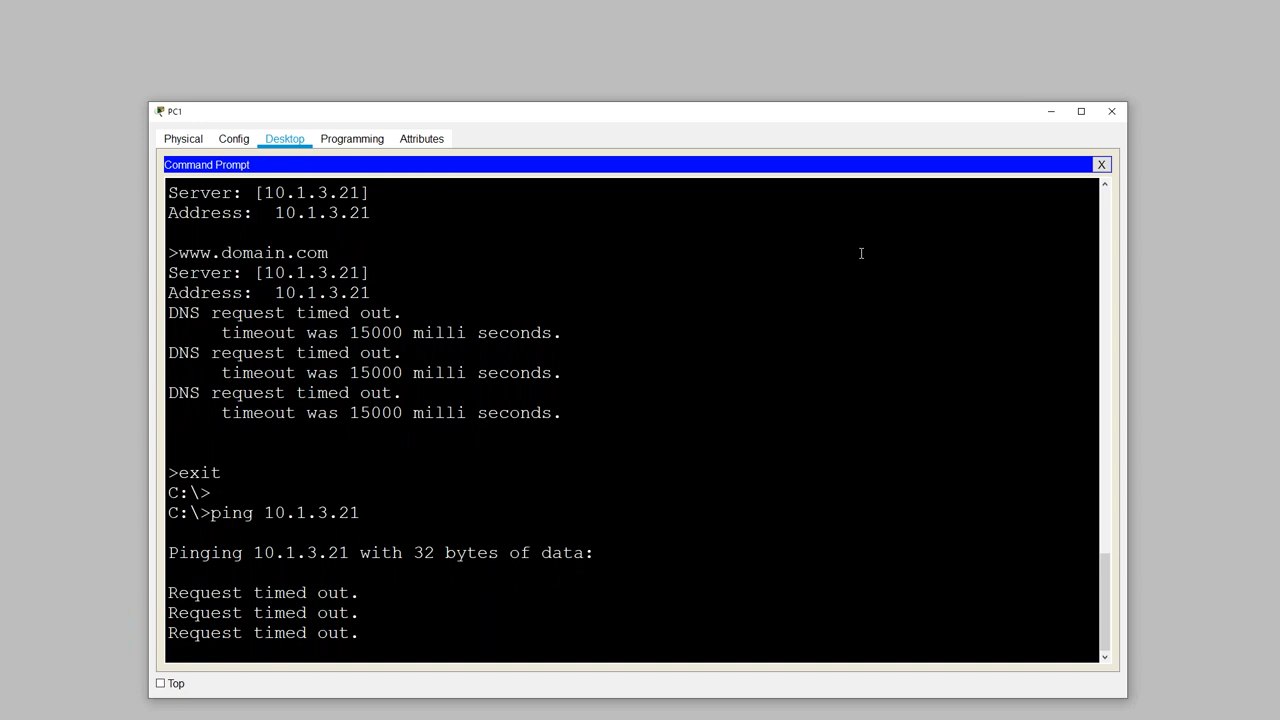 PC1
Physical Config Desktop Programming Attributes
Command Prompt X
Server: [10.1.3.21]
Address:  10.1.3.21
>www.domain.com
Server: [10.1.3.21]
Address:  10.1.3.21
DNS request timed out.
timeout was 15000 milli seconds.
DNS request timed out.
timeout was 15000 milli seconds.
DNS request timed out.
timeout was 15000 milli seconds.
>exit
C:\>
C:\>ping 10.1.3.21
Pinging 10.1.3.21 with 32 bytes of data:
Request timed out.
Request timed out.
Request timed out.
Top